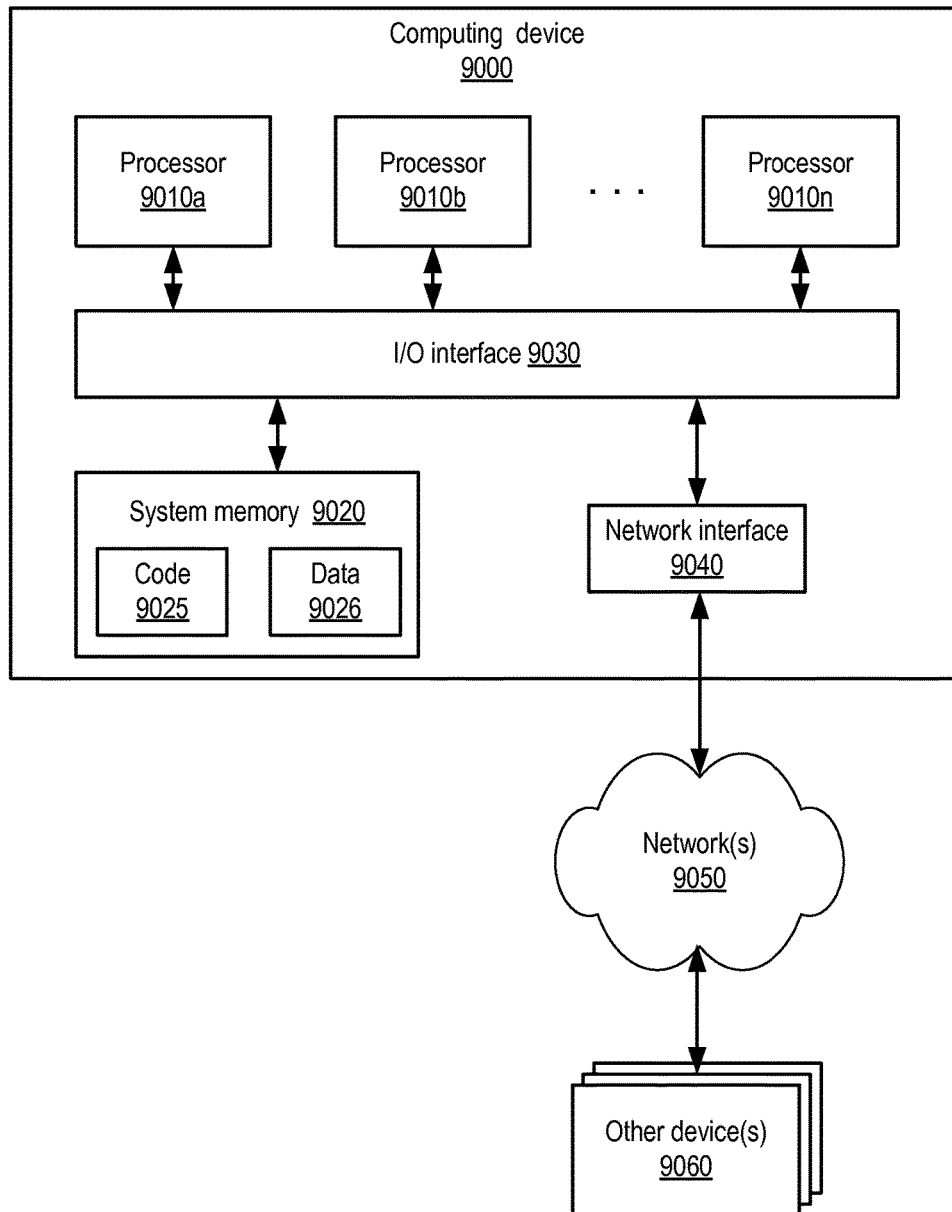 Computing device
9000
Processor
9010a
Processor
9010b
. . .
Processor
9010n
I/O interface 9030
System memory 9020
Code
9025
Data
9026
Network interface
9040
Network(s)
9050
Other device(s)
9060